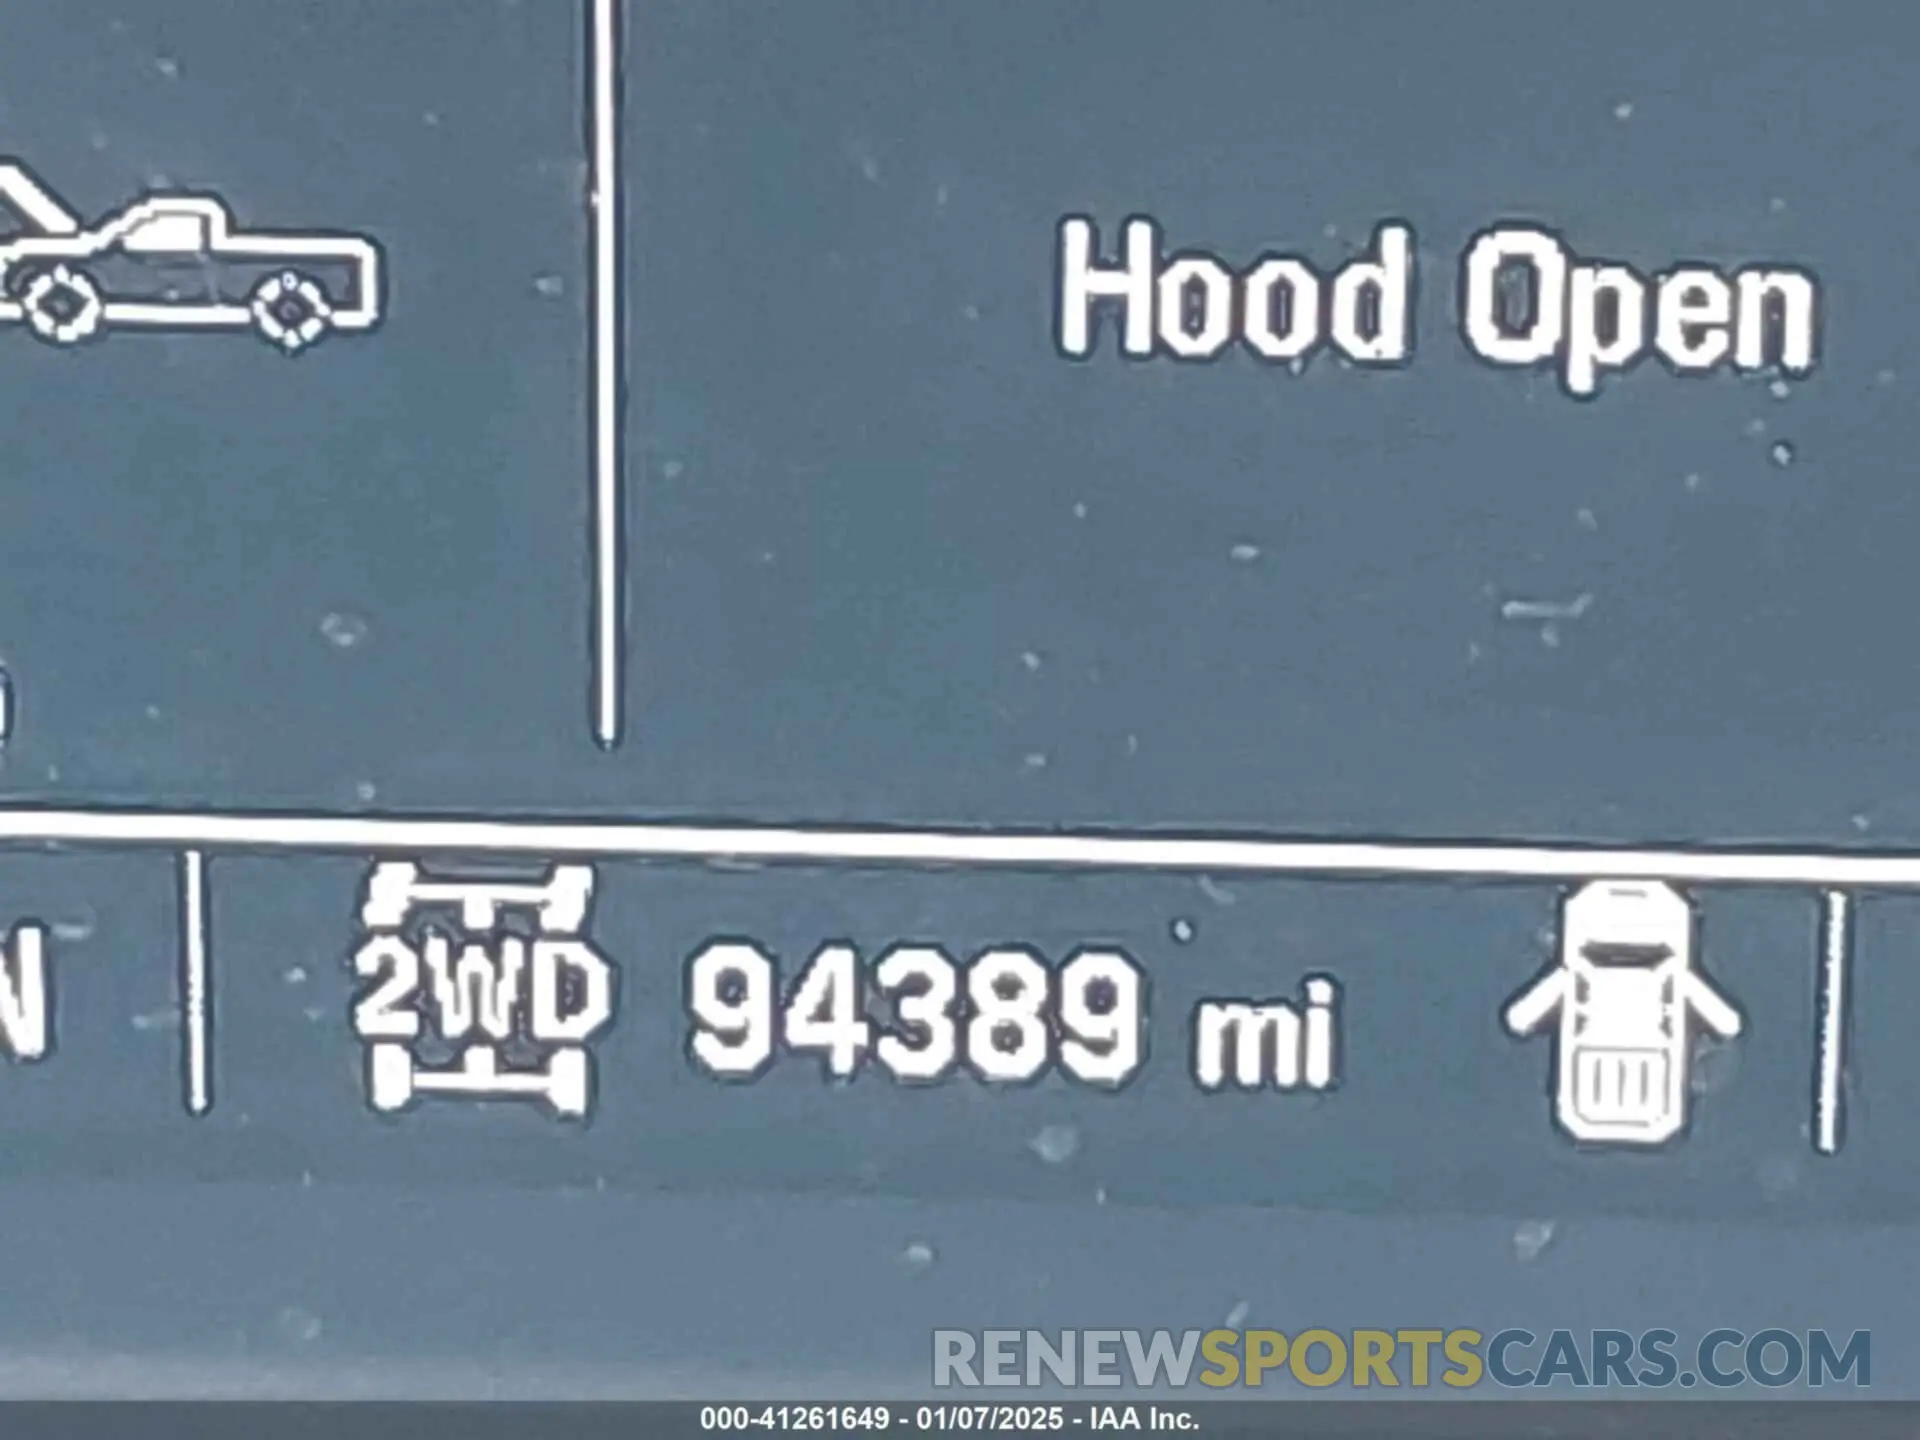 Hood Open
N
2WD 94389 mi
RENEWSPORTSCARS.COM
000-41261649 - 01/07/2025 - IAA Inc.